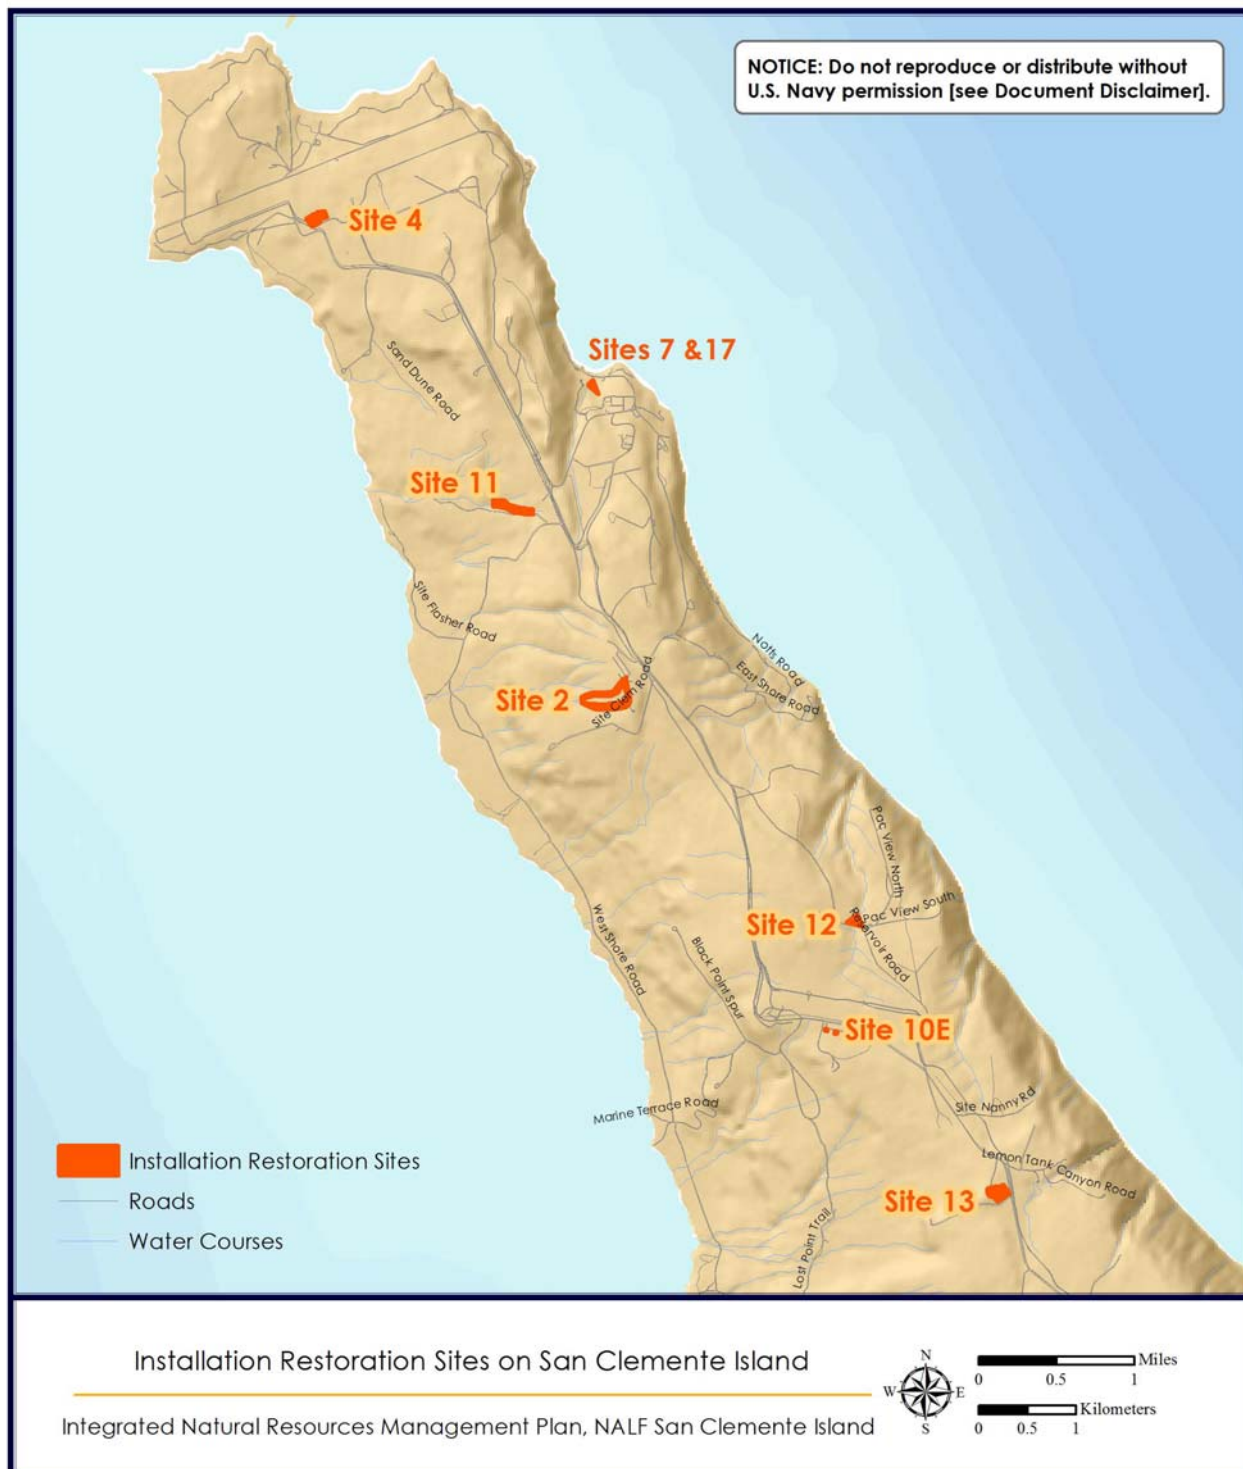 NOTICE: Do not reproduce or distribute without
U.S. Navy permission [see Document Disclaimer].
Site 4
Sites 7 &17
Sand Dune Road
Site 11
Site Flasher Road
Notts Road
East Shore Road
Site 2
Site Clem Road
Pac View North
Pac View South
Site 12
Reservoir Road
West Shore Road
Black Point Spur
Site 10E
Marine Terrace Road
Site Nanny Rd
Lemon Tank Canyon Road
Site 13
Lost Point Trail
Installation Restoration Sites
Roads
Water Courses
Installation Restoration Sites on San Clemente Island
Integrated Natural Resources Management Plan, NALF San Clemente Island
N
W E
S
Miles
0 0.5 1
Kilometers
0 0.5 1